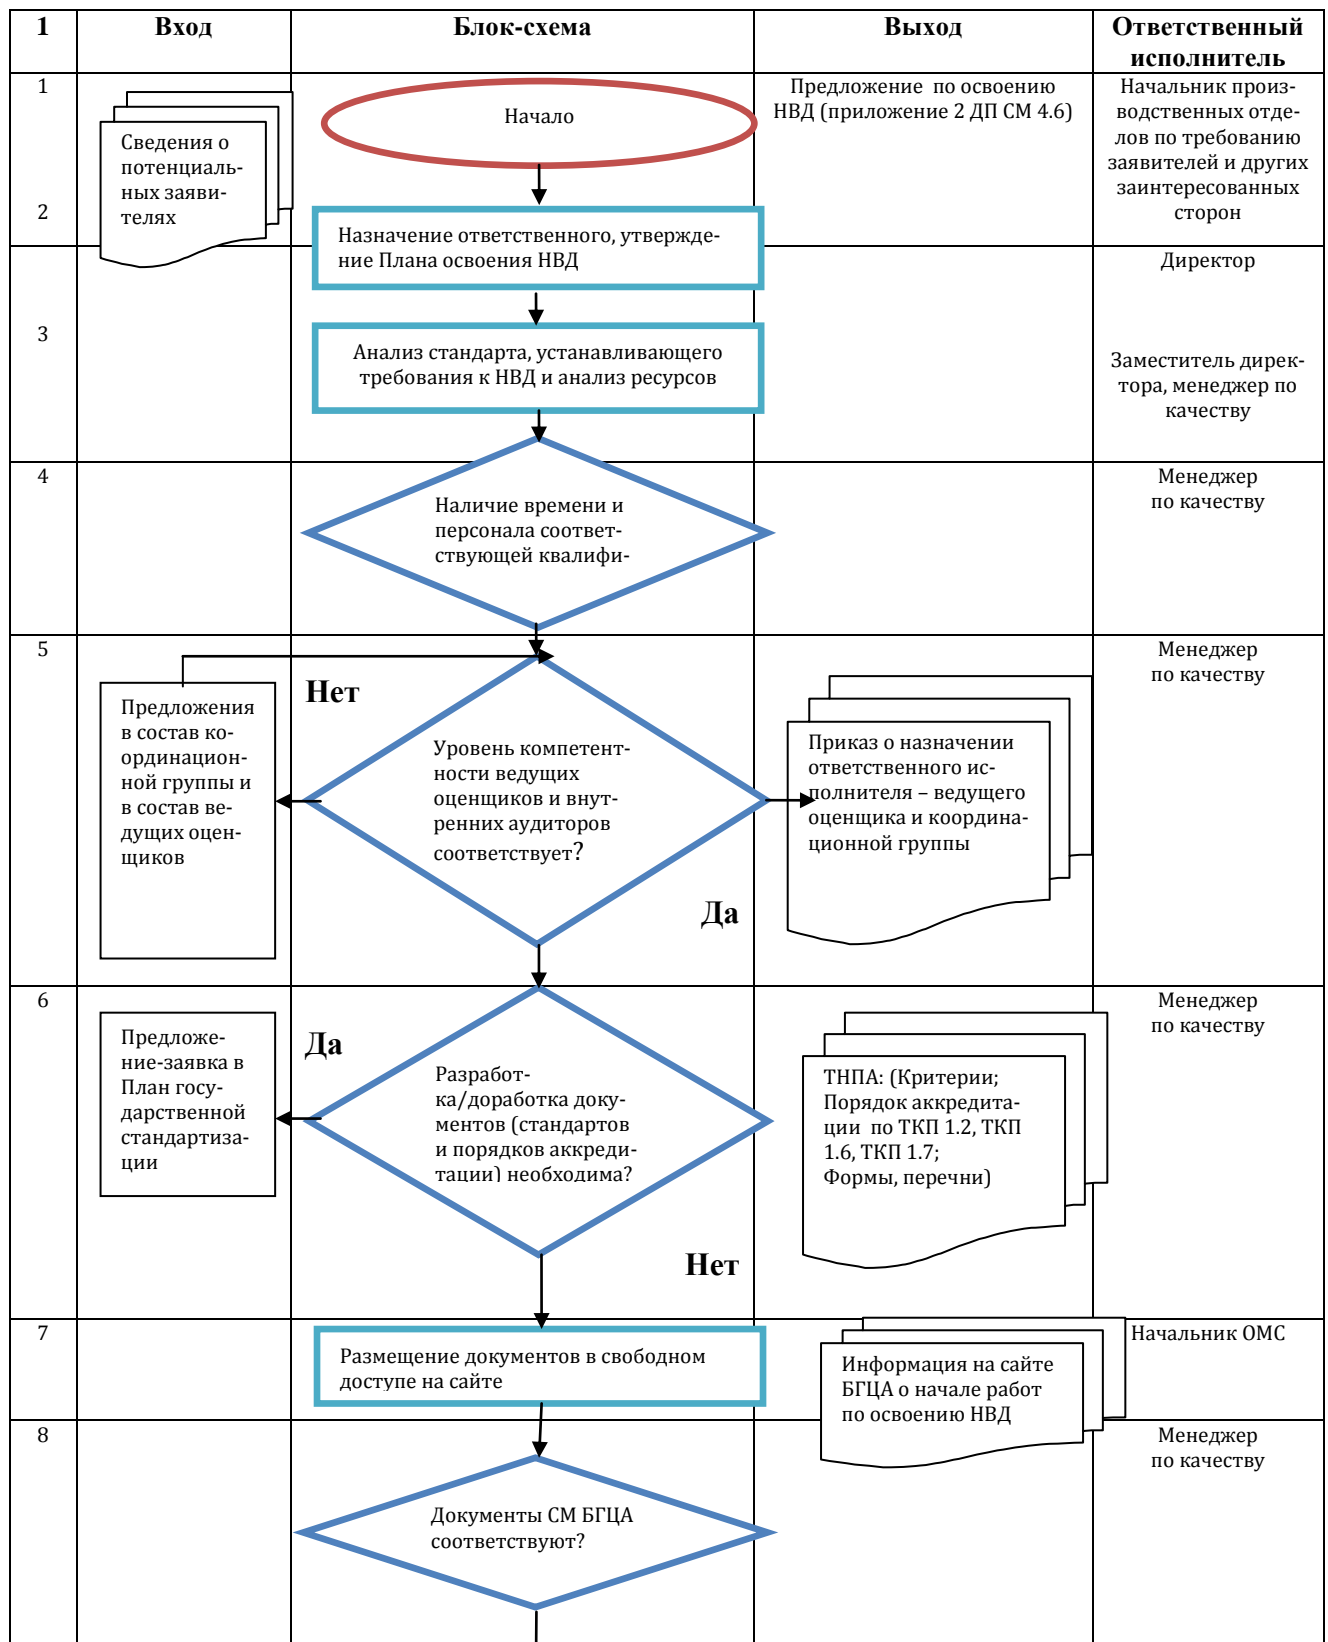 1
Вход
Блок-схема
Выход
Ответственный
исполнитель
1
Сведения о
потенциаль-
ных заяви-
телях
Начало
Предложение по освоению
НВД (приложение 2 ДП СМ 4.6)
Начальник произ-
водственных отде-
лов по требованию
заявителей и других
заинтересованных
сторон
2
Назначение ответственного, утвержде-
ние Плана освоения НВД
Директор
3
Анализ стандарта, устанавливающего
требования к НВД и анализ ресурсов
Заместитель дирек-
тора, менеджер по
качеству
4
Наличие времени и
персонала соответ-
ствующей квалифи-
Менеджер
по качеству
5
Нет
Предложения
в состав ко-
ординацион-
ной группы и
в состав ве-
дущих оцен-
щиков
Уровень компетент-
ности ведущих
оценщиков и внут-
ренних аудиторов
соответствует?
Да
Приказ о назначении
ответственного ис-
полнителя – ведущего
оценщика и координа-
ционной группы
Менеджер
по качеству
6
Предложе-
ние-заявка в
План госу-
дарственной
стандартиза-
ции
Да
Разработ-
ка/доработка доку-
ментов (стандартов
и порядков аккреди-
тации) необходима?
Нет
ТНПА: (Критерии;
Порядок аккредита-
ции по ТКП 1.2, ТКП
1.6, ТКП 1.7;
Формы, перечни)
Менеджер
по качеству
7
Размещение документов в свободном
доступе на сайте
Информация на сайте
БГЦА о начале работ
по освоению НВД
Начальник ОМС
8
Документы СМ БГЦА
соответствуют?
Менеджер
по качеству